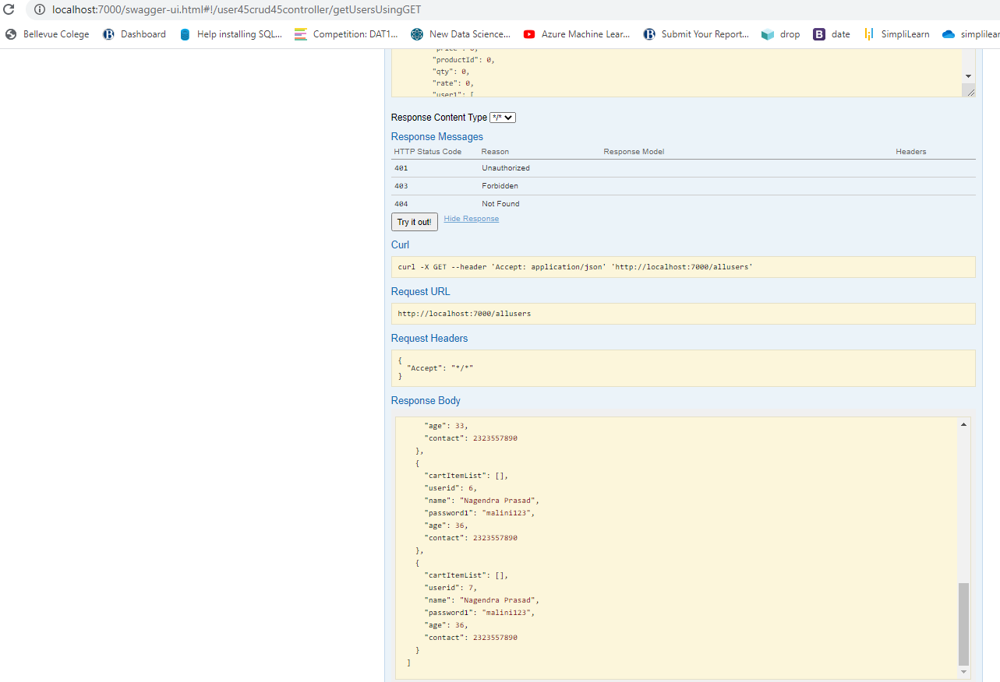 localhost:7000/swagger-ui.html#!/user45crud45controller/getUsersUsingGET
Bellevue Colege Dashboard Help installing SQL... Competition: DAT1... New Data Science... Azure Machine Lear... Submit Your Report... drop date SimpliLearn simplilear
"price": 0,
"productId": 0,
"qty": 0,
"rate": 0,
"user1": [
Response Content Type */*
Response Messages
HTTP Status Code Reason Response Model Headers
401 Unauthorized
403 Forbidden
404 Not Found
Try it out! Hide Response
Curl
curl -X GET --header 'Accept: application/json' 'http://localhost:7000/allusers'
Request URL
http://localhost:7000/allusers
Request Headers
{
"Accept": "*/*"
}
Response Body
"age": 33,
"contact": 2323557890
},
{
"cartItemList": [],
"userid": 6,
"name": "Nagendra Prasad",
"password1": "malini123",
"age": 36,
"contact": 2323557890
},
{
"cartItemList": [],
"userid": 7,
"name": "Nagendra Prasad",
"password1": "malini123",
"age": 36,
"contact": 2323557890
}
]